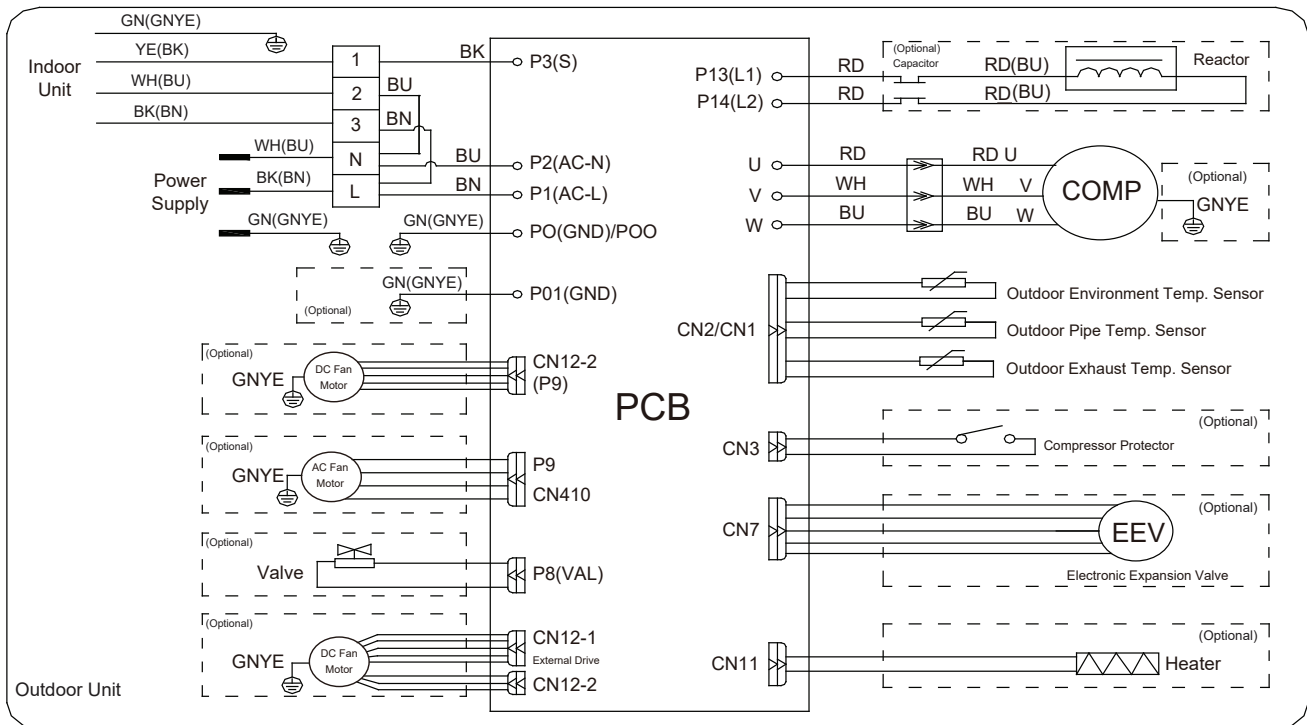 GN(GNYE)
YE(BK)
Indoor
Unit
WH(BU)
BK(BN)
1
2
3
N
L
BK
BU
BN
BU
BN
WH(BU)
Power
Supply
BK(BN)
GN(GNYE)
GN(GNYE)
P3(S)
P2(AC-N)
P1(AC-L)
PO(GND)/POO
GN(GNYE)
(Optional)
P01(GND)
(Optional)
GNYE
DC Fan
Motor
CN12-2
(P9)
(Optional)
GNYE
AC Fan
Motor
P9
CN410
(Optional)
Valve
P8(VAL)
(Optional)
GNYE
DC Fan
Motor
CN12-1
External Drive
CN12-2
Outdoor Unit
PCB
P13(L1)
P14(L2)
RD
RD
(Optional)
Capacitor
RD(BU)
RD(BU)
Reactor
U
V
W
RD
WH
BU
RD U
WH V
BU W
COMP
(Optional)
GNYE
CN2/CN1
Outdoor Environment Temp. Sensor
Outdoor Pipe Temp. Sensor
Outdoor Exhaust Temp. Sensor
CN3
(Optional)
Compressor Protector
CN7
(Optional)
EEV
Electronic Expansion Valve
CN11
(Optional)
Heater